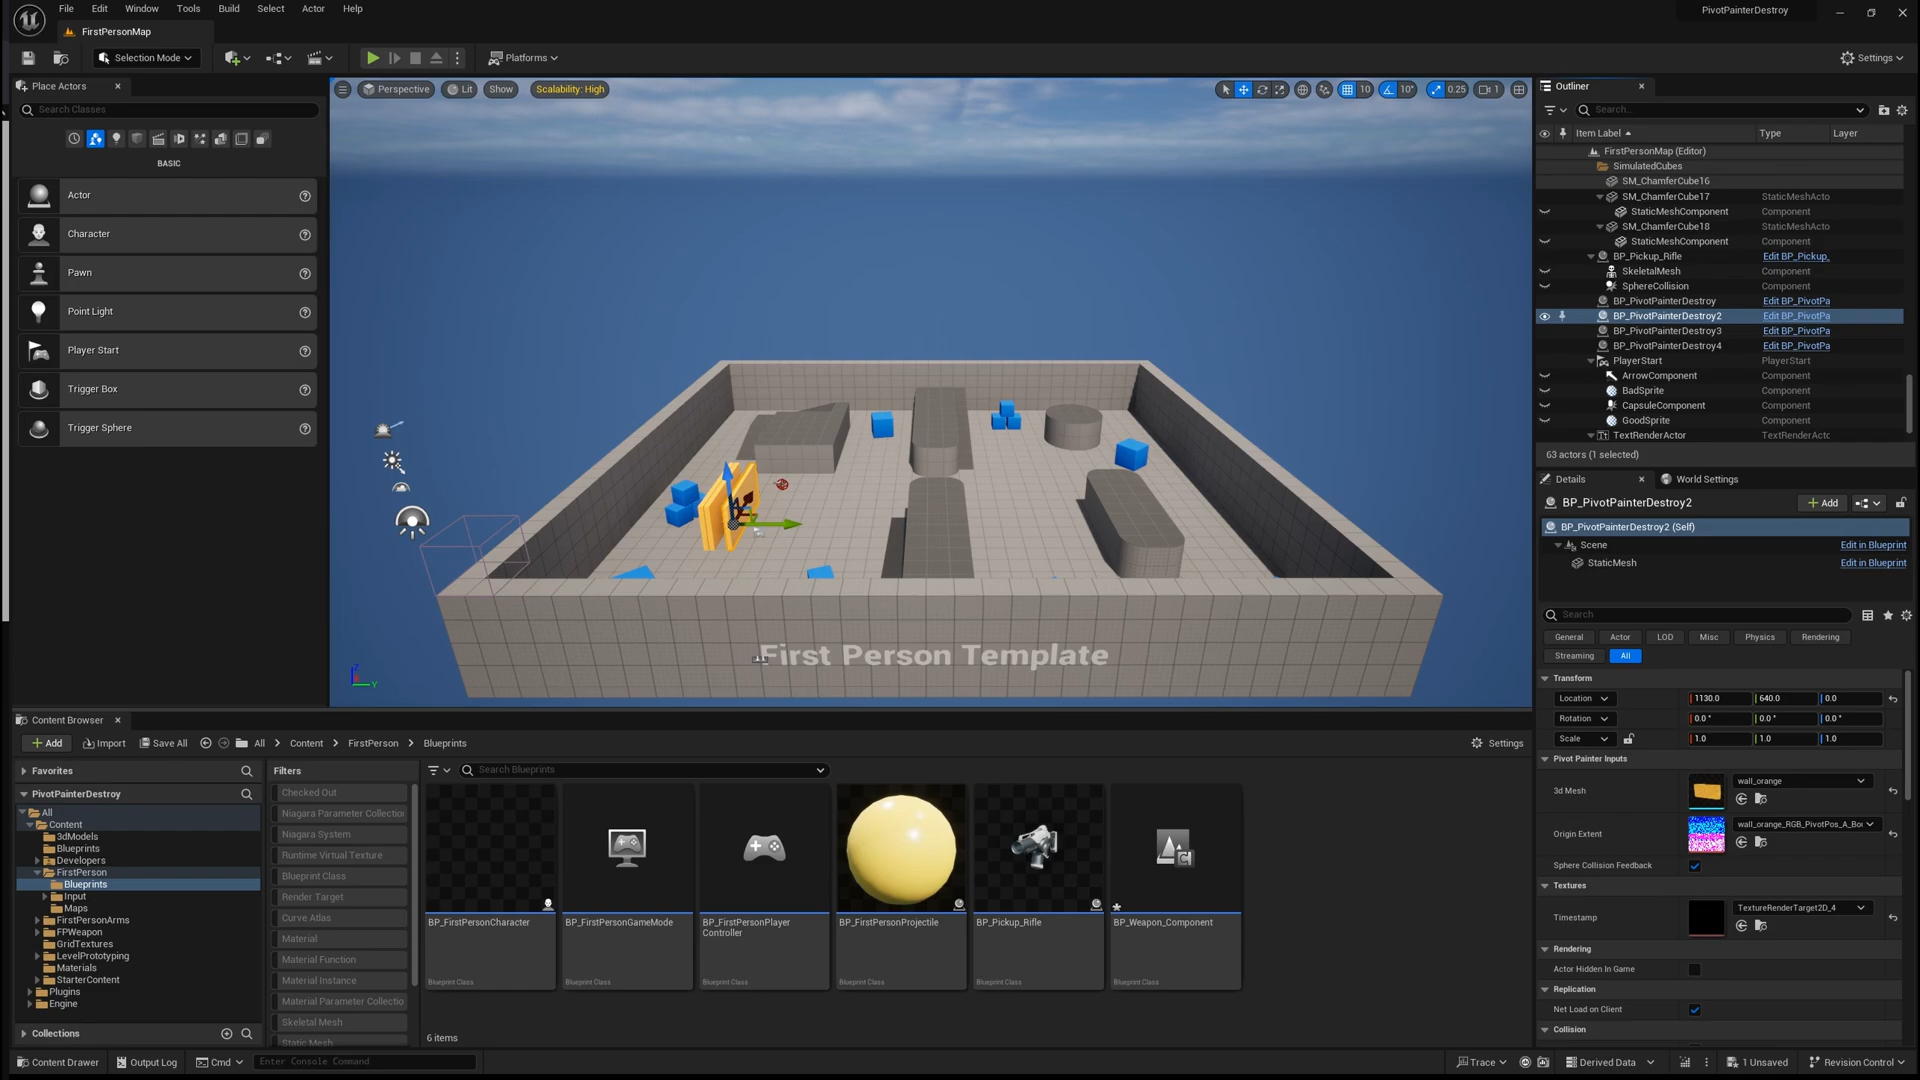 File Edit Window Tools Build Select Actor Help
PivotPainterDestroy
FirstPersonMap
Selection Mode
Platforms
Settings
Place Actors
Search Classes
BASIC
Actor
Character
Pawn
Point Light
Player Start
Trigger Box
Trigger Sphere
Perspective
Lit
Show
Scalability: High
10
10°
0.25
1
First Person Template
Z
Y
Outliner
Search...
Item Label
Type
Layer
FirstPersonMap (Editor)
SimulatedCubes
SM_ChamferCube16
SM_ChamferCube17 StaticMeshActo
StaticMeshComponent Component
SM_ChamferCube18 StaticMeshActo
StaticMeshComponent Component
BP_Pickup_Rifle Edit BP_Pickup_
SkeletalMesh Component
SphereCollision Component
BP_PivotPainterDestroy Edit BP_PivotPa
BP_PivotPainterDestroy2 Edit BP_PivotPa
BP_PivotPainterDestroy3 Edit BP_PivotPa
BP_PivotPainterDestroy4 Edit BP_PivotPa
PlayerStart PlayerStart
ArrowComponent Component
BadSprite Component
CapsuleComponent Component
GoodSprite Component
TextRenderActor TextRenderActo
63 actors (1 selected)
Details
World Settings
BP_PivotPainterDestroy2
Add
BP_PivotPainterDestroy2 (Self)
Scene Edit in Blueprint
StaticMesh Edit in Blueprint
Search
General Actor LOD Misc Physics Rendering
Streaming All
Transform
Location 1130.0 640.0 0.0
Rotation 0.0° 0.0° 0.0°
Scale 1.0 1.0 1.0
Pivot Painter Inputs
3d Mesh wall_orange
Origin Extent wall_orange_RGB_PivotPos_A_Bou
Sphere Collision Feedback
Textures
Timestamp TextureRenderTarget2D_4
Rendering
Actor Hidden In Game
Replication
Net Load on Client
Collision
Content Browser
Add Import Save All All Content FirstPerson Blueprints
Settings
Favorites
PivotPainterDestroy
All
Content
3dModels
Blueprints
Developers
FirstPerson
Blueprints
Input
Maps
FirstPersonArms
FPWeapon
GridTextures
LevelPrototyping
Materials
StarterContent
Plugins
Engine
Collections
Filters
Checked Out
Niagara Parameter Collectio
Niagara System
Runtime Virtual Texture
Blueprint Class
Render Target
Curve Atlas
Material
Material Function
Material Instance
Material Parameter Collectio
Skeletal Mesh
Static Mesh
Search Blueprints
BP_FirstPersonCharacter
Blueprint Class
BP_FirstPersonGameMode
Blueprint Class
BP_FirstPersonPlayer
Controller
Blueprint Class
BP_FirstPersonProjectile
Blueprint Class
BP_Pickup_Rifle
Blueprint Class
BP_Weapon_Component
Blueprint Class
6 items
Content Drawer
Output Log
Cmd
Enter Console Command
Trace
Derived Data
1 Unsaved
Revision Control